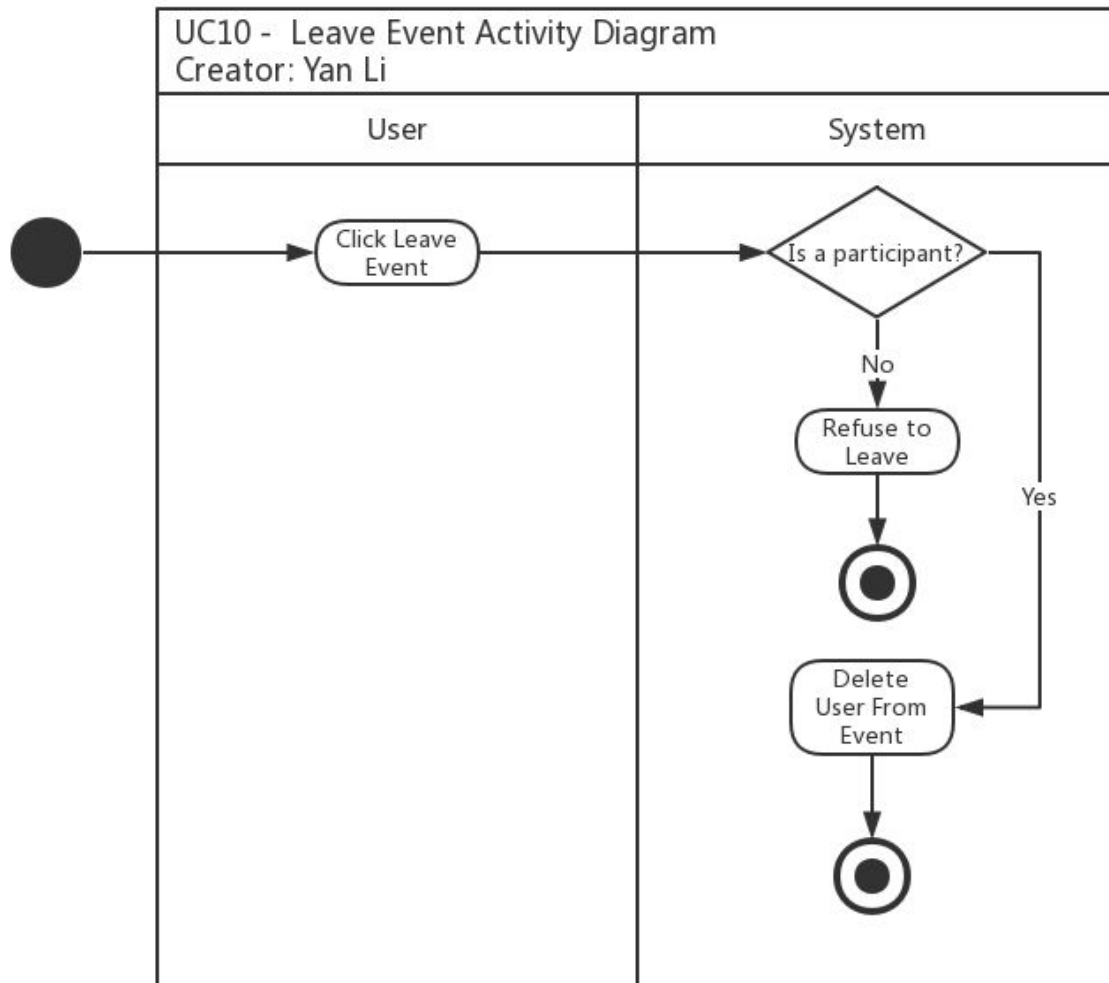 UC10 -  Leave Event Activity Diagram
Creator: Yan Li
User
System
Click Leave
Event
Is a participant?
No
Refuse to
Leave
Yes
Delete
User From
Event